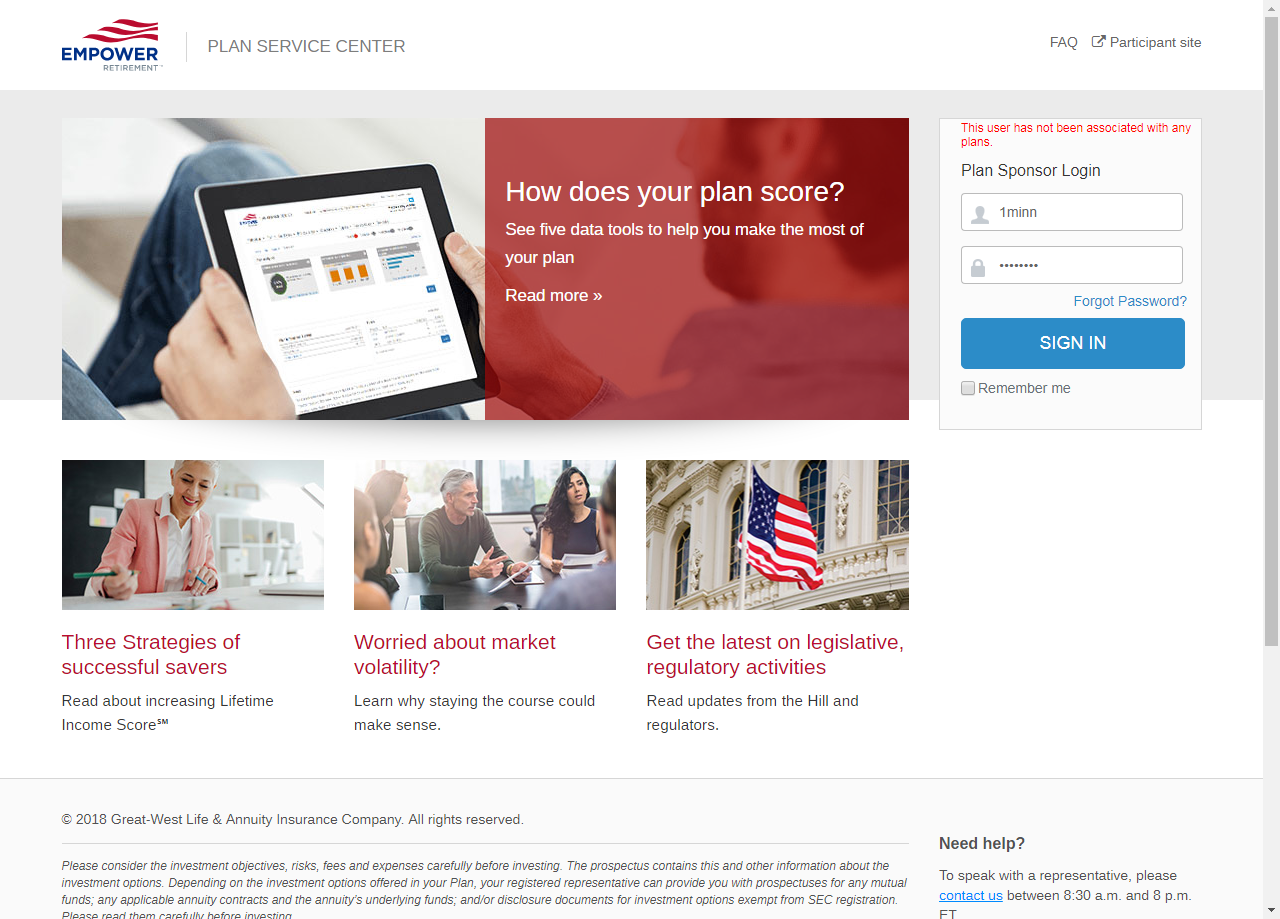 EMPOWER
RETIREMENT
PLAN SERVICE CENTER
FAQ
Participant site
How does your plan score?
See five data tools to help you make the most of
your plan
Read more »
This user has not been associated with any
plans.
Plan Sponsor Login
1minn
••••••••
Forgot Password?
SIGN IN
Remember me
Three Strategies of
successful savers
Read about increasing Lifetime
Income Score℠
Worried about market
volatility?
Learn why staying the course could
make sense.
Get the latest on legislative,
regulatory activities
Read updates from the Hill and
regulators.
© 2018 Great-West Life & Annuity Insurance Company. All rights reserved.
Please consider the investment objectives, risks, fees and expenses carefully before investing. The prospectus contains this and other information about the
investment options. Depending on the investment options offered in your Plan, your registered representative can provide you with prospectuses for any mutual
funds; any applicable annuity contracts and the annuity's underlying funds; and/or disclosure documents for investment options exempt from SEC registration.
Please read them carefully before investing.
Need help?
To speak with a representative, please
contact us between 8:30 a.m. and 8 p.m.
ET